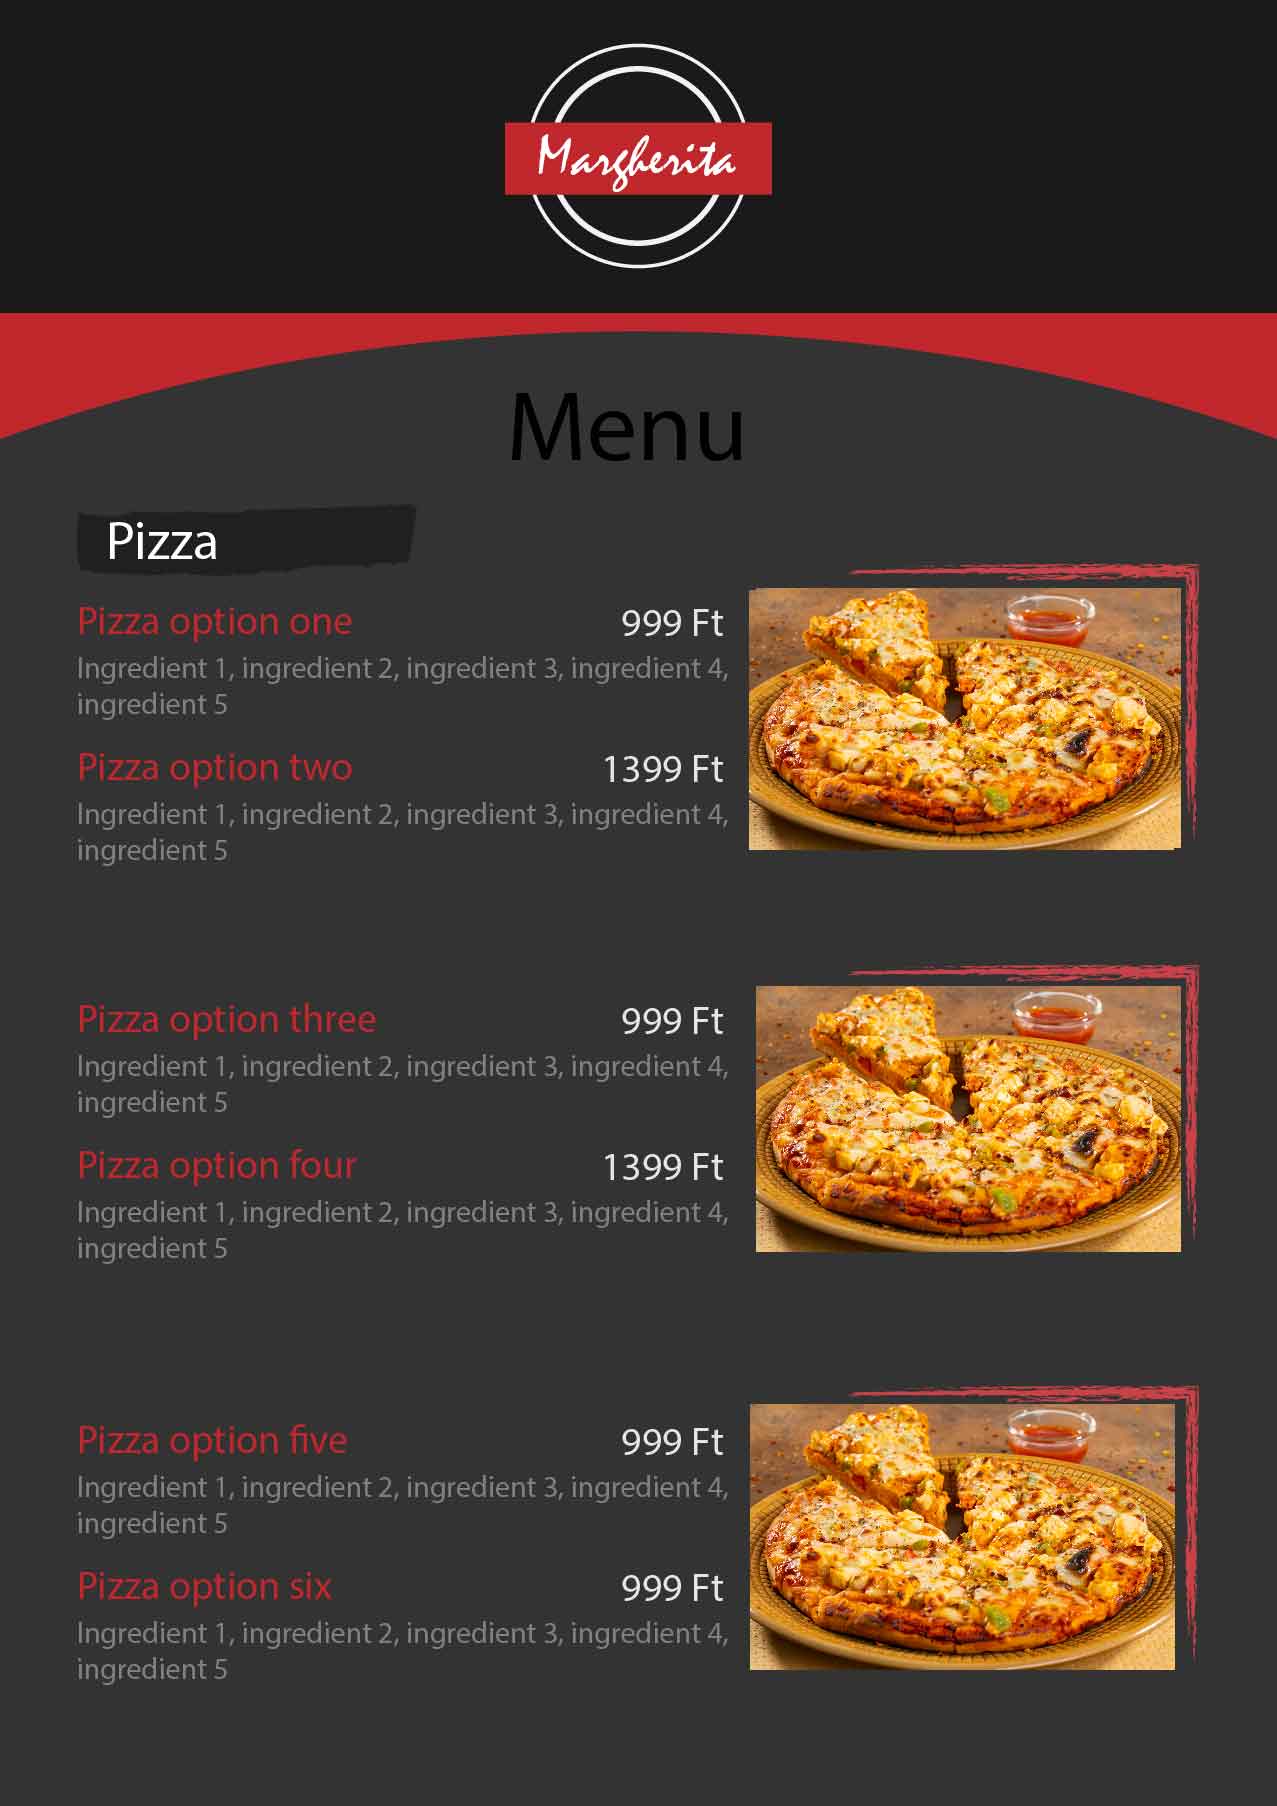 Margherita
Menu
Pizza
Pizza option one 999 Ft
Ingredient 1, ingredient 2, ingredient 3, ingredient 4,
ingredient 5
Pizza option two 1399 Ft
Ingredient 1, ingredient 2, ingredient 3, ingredient 4,
ingredient 5
Pizza option three 999 Ft
Ingredient 1, ingredient 2, ingredient 3, ingredient 4,
ingredient 5
Pizza option four 1399 Ft
Ingredient 1, ingredient 2, ingredient 3, ingredient 4,
ingredient 5
Pizza option five 999 Ft
Ingredient 1, ingredient 2, ingredient 3, ingredient 4,
ingredient 5
Pizza option six 999 Ft
Ingredient 1, ingredient 2, ingredient 3, ingredient 4,
ingredient 5